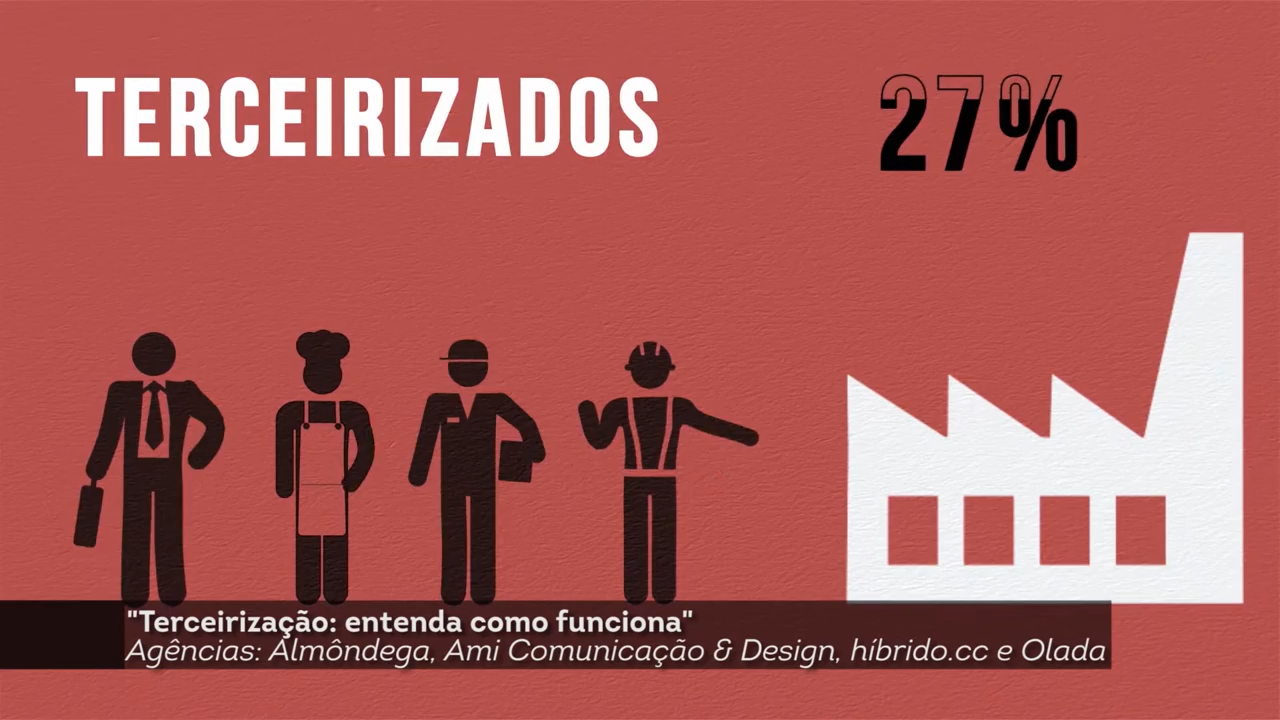 TERCEIRIZADOS
27%
"Terceirização: entenda como funciona"
Agências: Almôndega, Ami Comunicação & Design, híbrido.cc e Olada